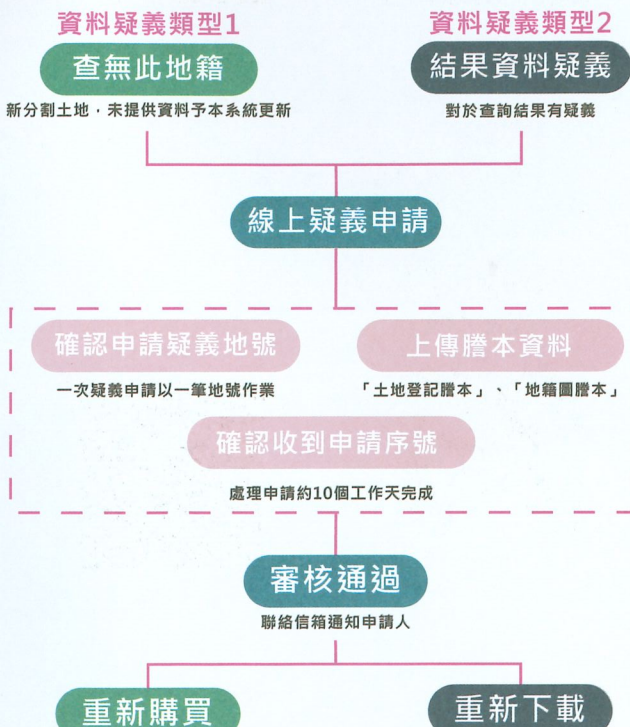 資料疑義類型1
資料疑義類型2
查無此地籍
結果資料疑義
新分割土地，未提供資料予本系統更新
對於查詢結果有疑義
線上疑義申請
確認申請疑義地號
上傳謄本資料
一次疑義申請以一筆地號作業
「土地登記謄本」、「地籍圖謄本」
確認收到申請序號
處理申請約10個工作天完成
審核通過
聯絡信箱通知申請人
重新購買
重新下載